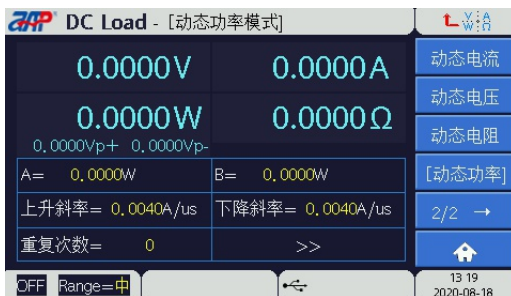 DC Load - [动态功率模式]
0.0000V 0.0000A
0.0000W 0.0000Ω
0.0000Vp+ 0.0000Vp-
A= 0.0000W B= 0.0000W
上升斜率= 0.0040A/us 下降斜率= 0.0040A/us
重复次数= 0 >>
OFF Range=中
V A
W Ω
动态电流
动态电压
动态电阻
[动态功率]
2/2 →
13 19
2020-08-18